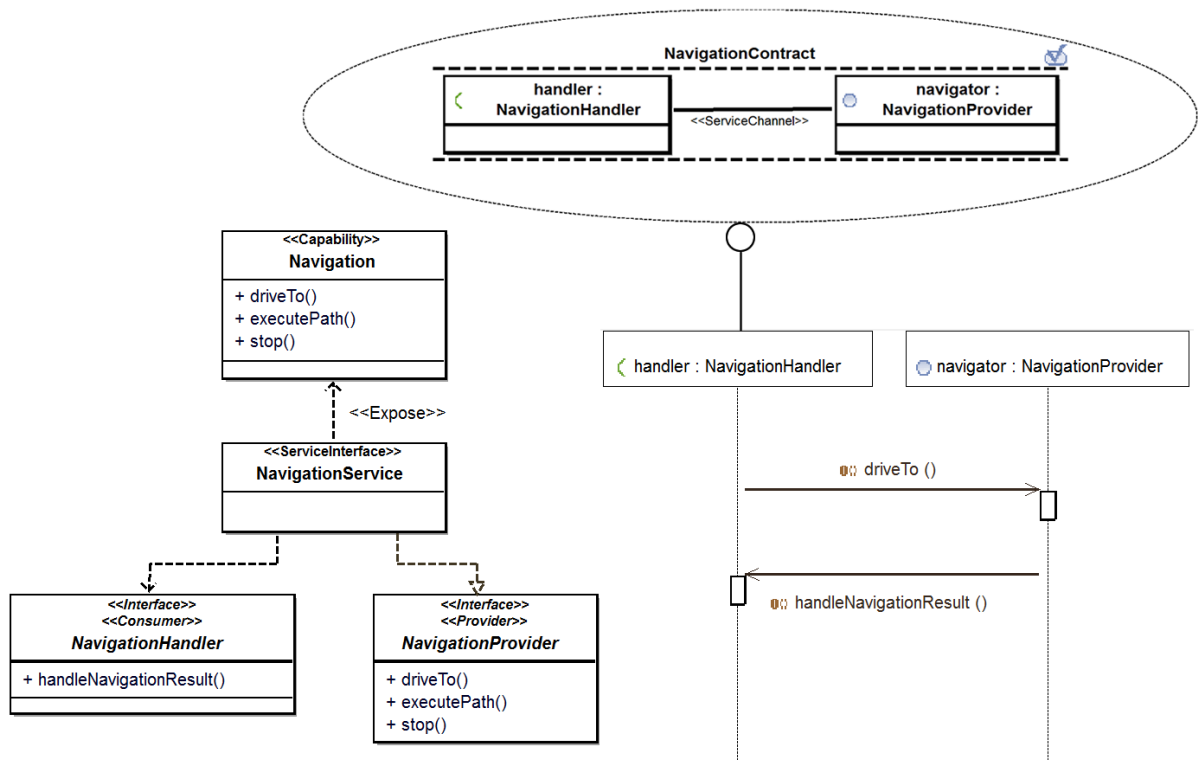 NavigationContract
handler :
NavigationHandler
<<ServiceChannel>>
navigator :
NavigationProvider
<<Capability>>
Navigation
+ driveTo()
+ executePath()
+ stop()
<<Expose>>
<<ServiceInterface>>
NavigationService
<<Interface>>
<<Consumer>>
NavigationHandler
+ handleNavigationResult()
<<Interface>>
<<Provider>>
NavigationProvider
+ driveTo()
+ executePath()
+ stop()
handler : NavigationHandler
navigator : NavigationProvider
driveTo ()
handleNavigationResult ()